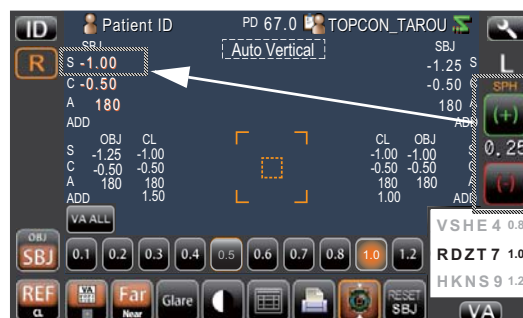 ID Patient ID PD 67.0 TOPCON_TAROU
R SBJ Auto Vertical SBJ L
S -1.00 -1.25 S SPH
C -0.50 -0.50
A 180 180 (+)
ADD ADD
OBJ CL CL OBJ 0.25
S -1.25 -1.00 -1.00 -1.00 S
C -0.50 -0.50 -0.50 -0.50 (-)
A 180 180 180 180
ADD 1.50 1.00 ADD
VA ALL
VSHE4 0.8
OBJ SBJ 0.1 0.2 0.3 0.4 0.5 0.6 0.7 0.8 1.0 1.2 RDZT7 1.0
HKNS9 1.2
REF CL VA Far Near Glare RESET SBJ VA